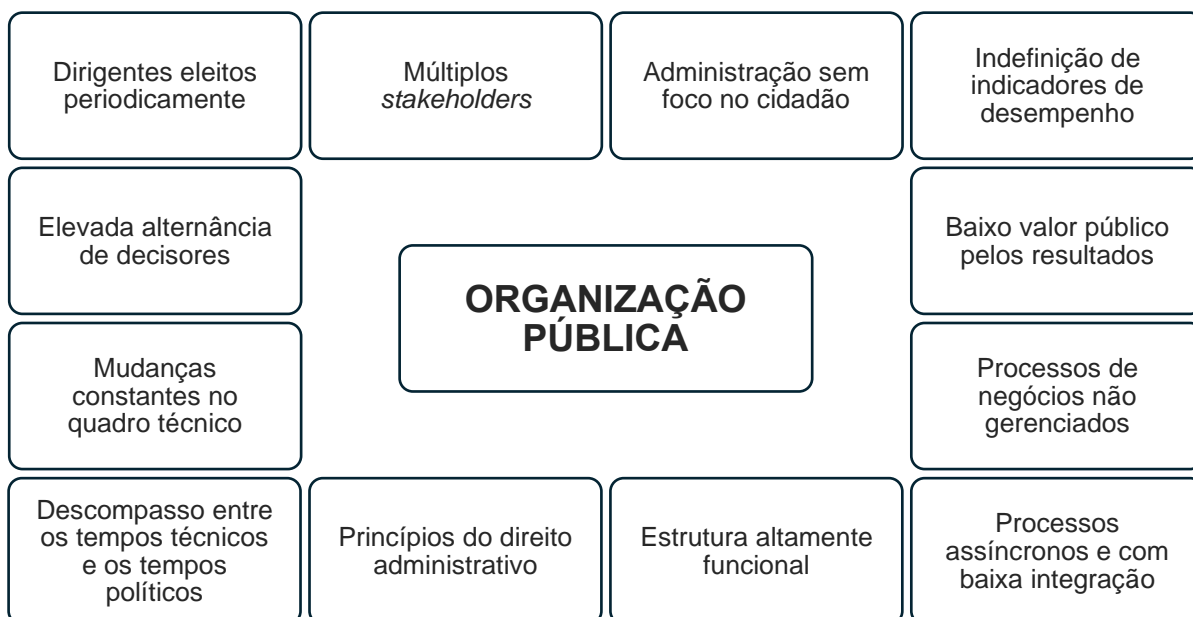 Dirigentes eleitos
periodicamente
Múltiplos
stakeholders
Administração sem
foco no cidadão
Indefinição de
indicadores de
desempenho
Elevada alternância
de decisores
Baixo valor público
pelos resultados
ORGANIZAÇÃO
PÚBLICA
Mudanças
constantes no
quadro técnico
Processos de
negócios não
gerenciados
Descompasso entre
os tempos técnicos
e os tempos
políticos
Princípios do direito
administrativo
Estrutura altamente
funcional
Processos
assíncronos e com
baixa integração